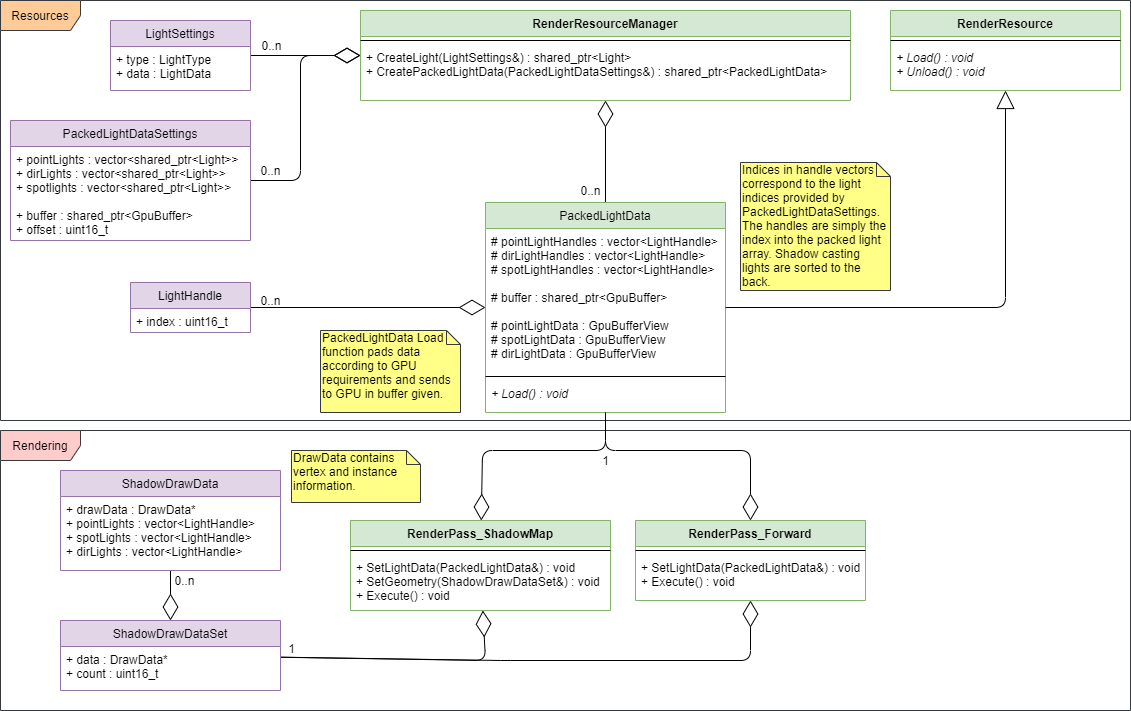 Resources
LightSettings
+ type : LightType
+ data : LightData
0..n
RenderResourceManager
+ CreateLight(LightSettings&) : shared_ptr<Light>
+ CreatePackedLightData(PackedLightDataSettings&) : shared_ptr<PackedLightData>
RenderResource
+ Load() : void
+ Unload() : void
PackedLightDataSettings
+ pointLights : vector<shared_ptr<Light>>
+ dirLights : vector<shared_ptr<Light>>
+ spotlights : vector<shared_ptr<Light>>
+ buffer : shared_ptr<GpuBuffer>
+ offset : uint16_t
0..n
0..n
Indices in handle vectors
correspond to the light
indices provided by
PackedLightDataSettings.
The handles are simply the
index into the packed light
array. Shadow casting
lights are sorted to the
back.
PackedLightData
# pointLightHandles : vector<LightHandle>
# dirLightHandles : vector<LightHandle>
# spotLightHandles : vector<LightHandle>
# buffer : shared_ptr<GpuBuffer>
# pointLightData : GpuBufferView
# spotLightData : GpuBufferView
# dirLightData : GpuBufferView
+ Load() : void
LightHandle
+ index : uint16_t
0..n
PackedLightData Load
function pads data
according to GPU
requirements and sends
to GPU in buffer given.
Rendering
ShadowDrawData
+ drawData : DrawData*
+ pointLights : vector<LightHandle>
+ spotLights : vector<LightHandle>
+ dirLights : vector<LightHandle>
0..n
DrawData contains
vertex and instance
information.
1
RenderPass_ShadowMap
+ SetLightData(PackedLightData&) : void
+ SetGeometry(ShadowDrawDataSet&) : void
+ Execute() : void
RenderPass_Forward
+ SetLightData(PackedLightData&) : void
+ Execute() : void
ShadowDrawDataSet
+ data : DrawData*
+ count : uint16_t
1